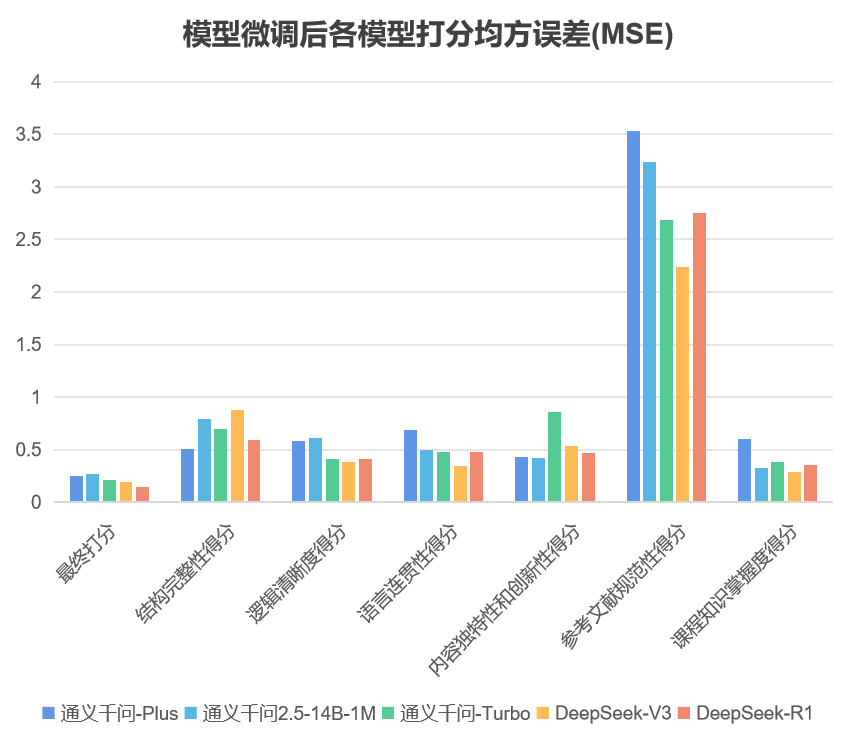 模型微调后各模型打分均方误差(MSE)
4
3.5
3
2.5
2
1.5
1
0.5
0
最终打分
结构完整性得分
逻辑清晰度得分
语言连贯性得分
内容独特性和创新性得分
参考文献规范性得分
课程知识掌握度得分
通义千问-Plus 通义千问2.5-14B-1M 通义千问-Turbo DeepSeek-V3 DeepSeek-R1